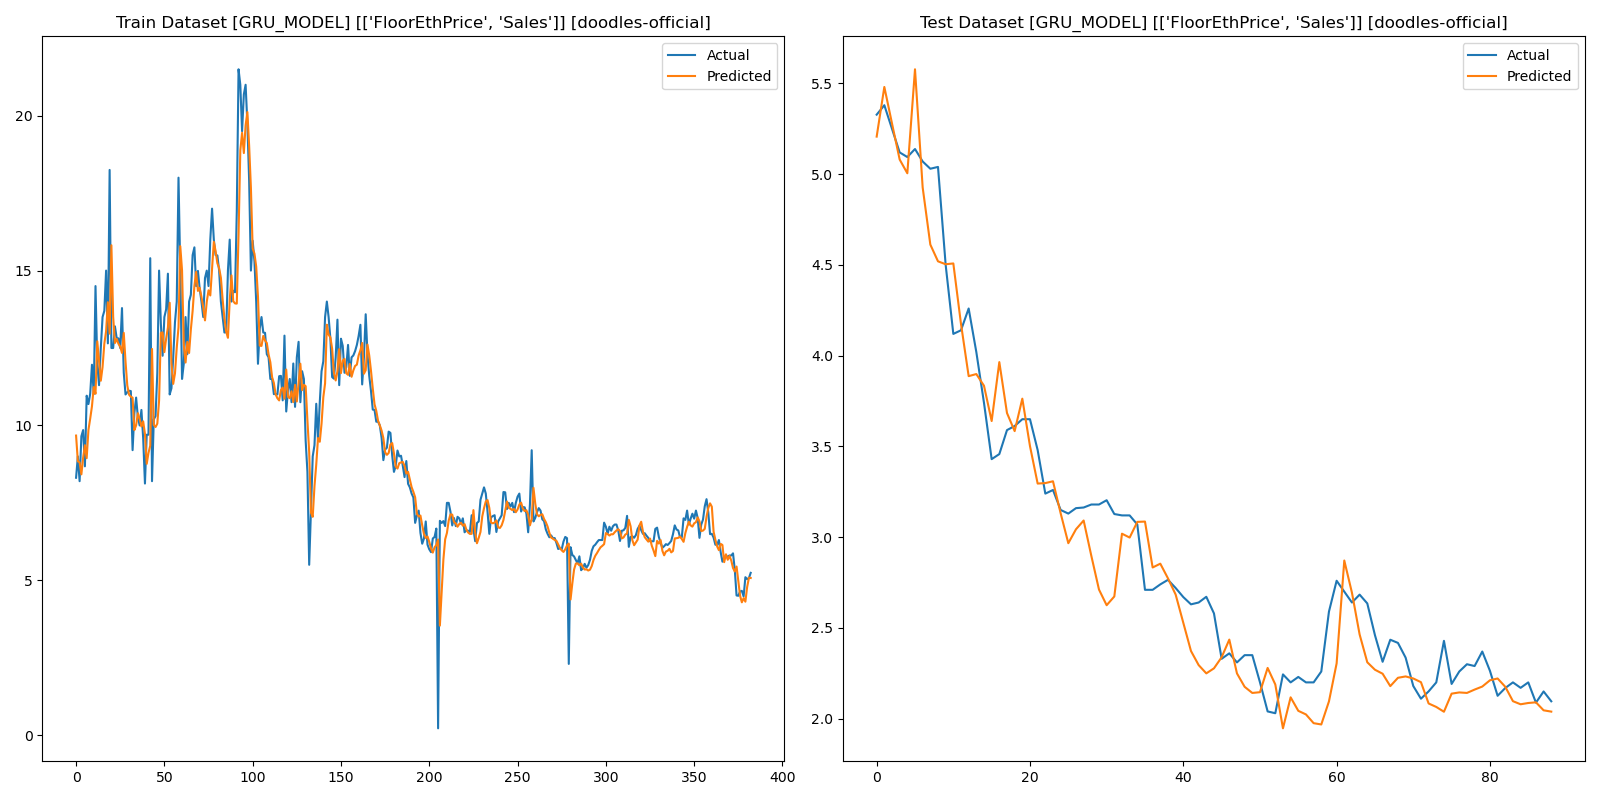 Train Dataset [GRU_MODEL] [['FloorEthPrice', 'Sales']] [doodles-official]
Actual
Predicted
20
15
10
5
0
0 50 100 150 200 250 300 350 400
Test Dataset [GRU_MODEL] [['FloorEthPrice', 'Sales']] [doodles-official]
Actual
Predicted
5.5
5.0
4.5
4.0
3.5
3.0
2.5
2.0
0 20 40 60 80